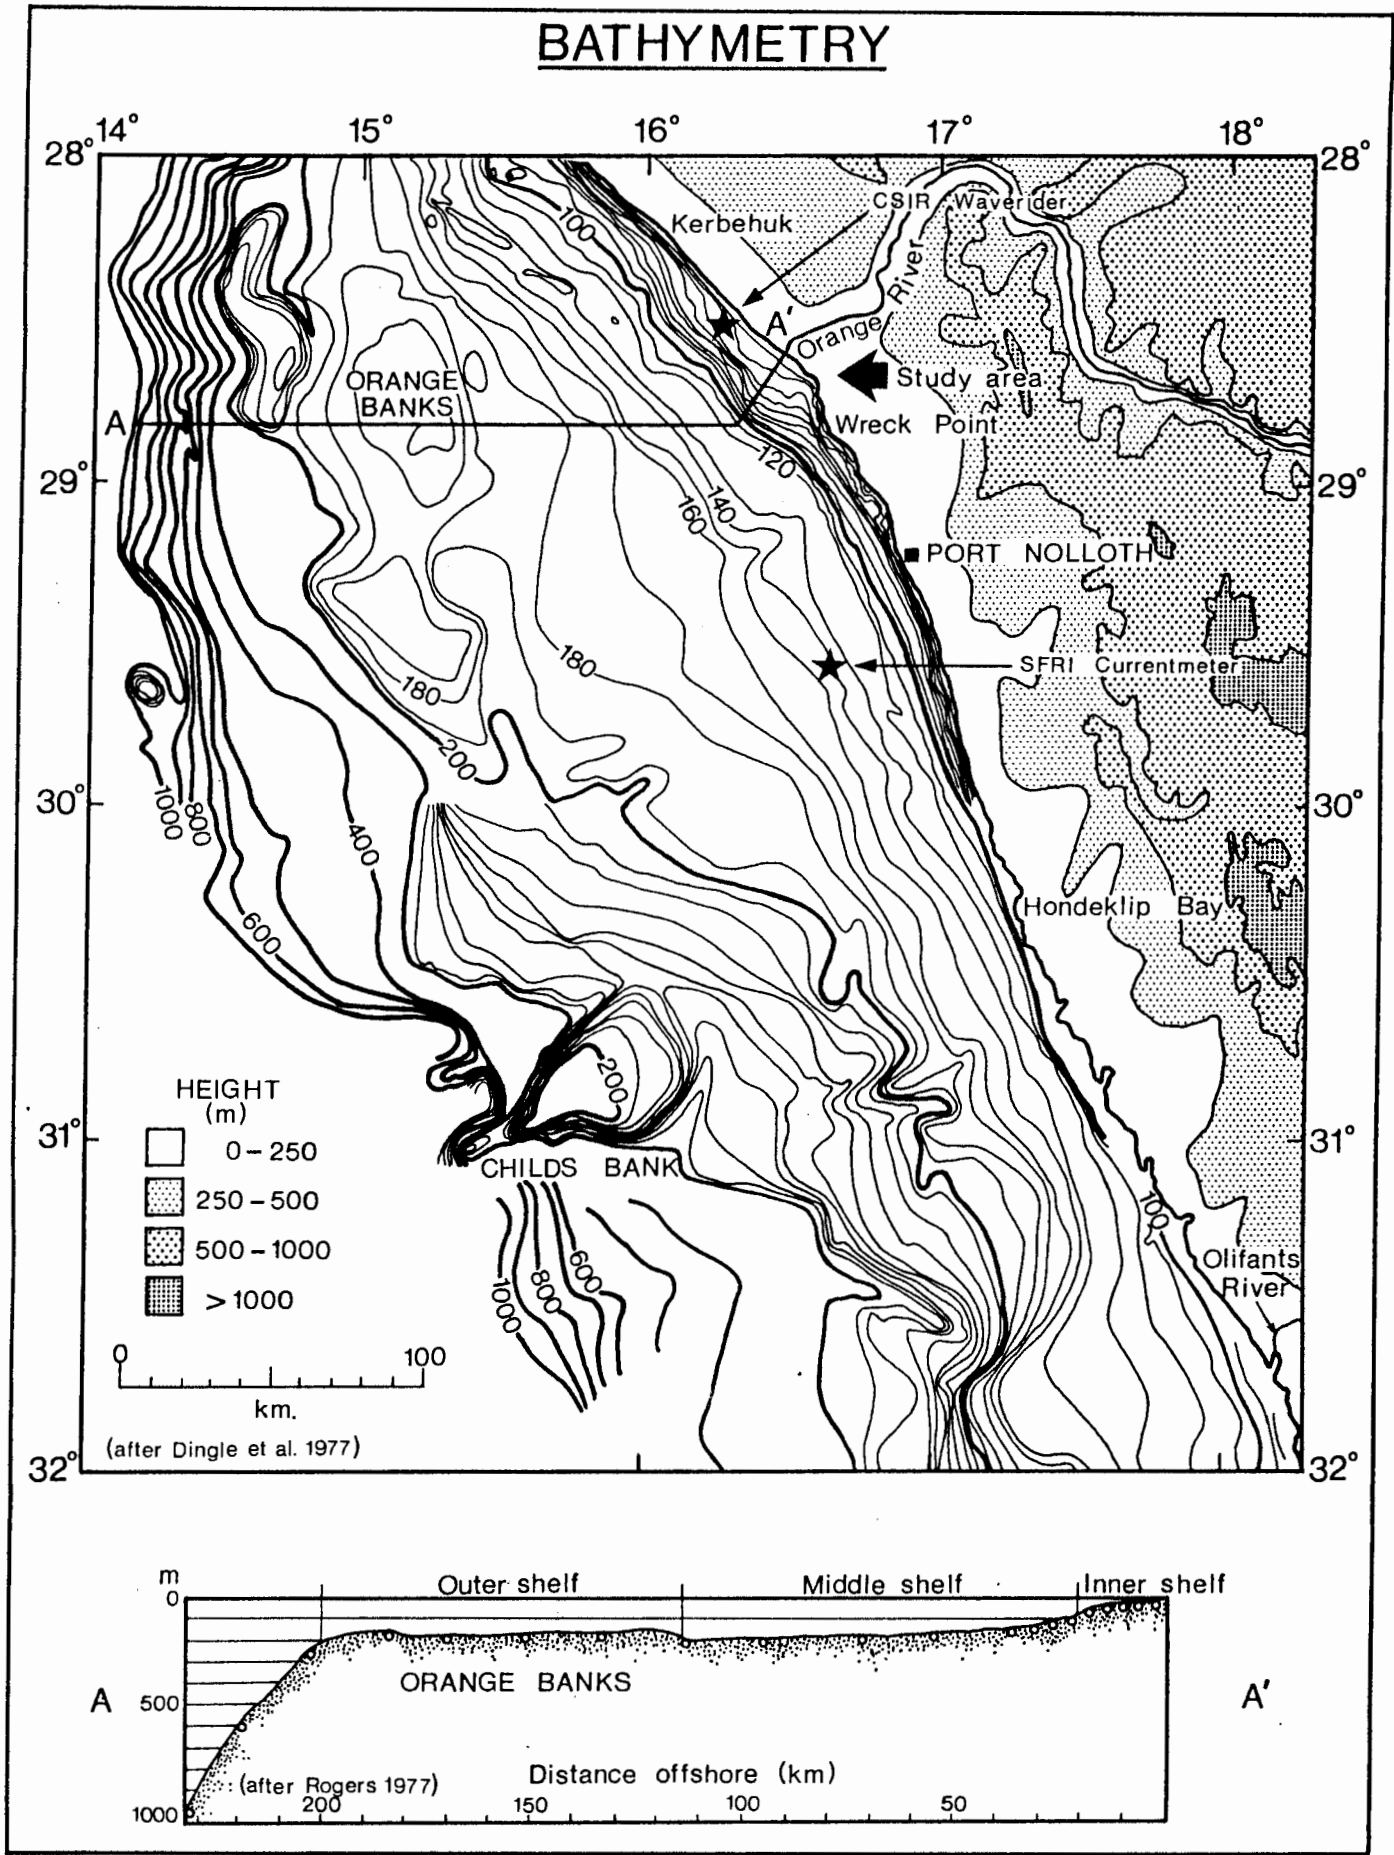 BATHYMETRY
14° 15° 16° 17° 18°
28° 28°
CSIR Waverider
Kerbehuk
100
River
A'
Orange
ORANGE
BANKS
Study area
A
Wreck Point
120
29° 29°
140
160
PORT NOLLOTH
180
SFRI Currentmeter
180
200
30° 30°
1000
800
400
Hondeklip Bay
600
200
HEIGHT
(m)
0-250
31° 31°
CHILDS BANK
250-500
100
500-1000
Olifants
River
600
800
1000
>1000
0 100
km.
(after Dingle et al. 1977)
32° 32°
m
Outer shelf Middle shelf Inner shelf
0
ORANGE BANKS
A 500 A'
Distance offshore (km)
(after Rogers 1977)
1000 200 150 100 50